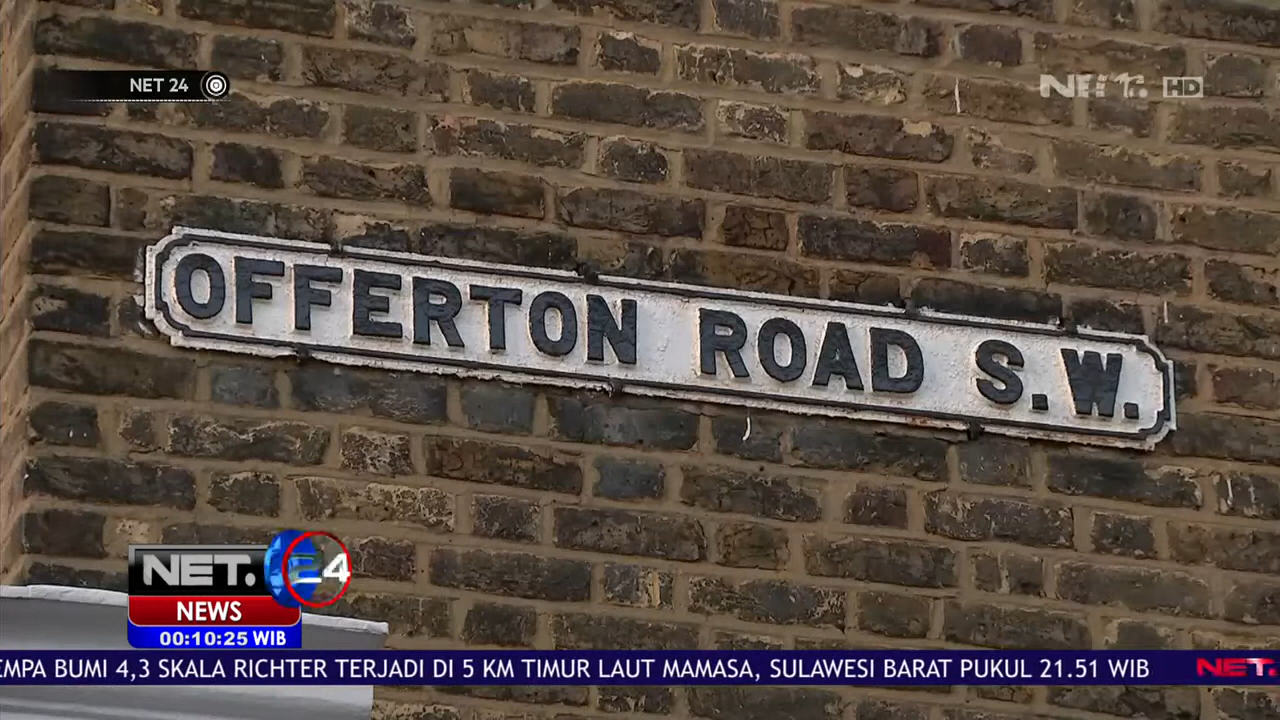 NET 24
NET. HD
OFFERTON ROAD S.W.
NET. 24
NEWS
00:10:25 WIB
EMPA BUMI 4,3 SKALA RICHTER TERJADI DI 5 KM TIMUR LAUT MAMASA, SULAWESI BARAT PUKUL 21.51 WIB
NET.